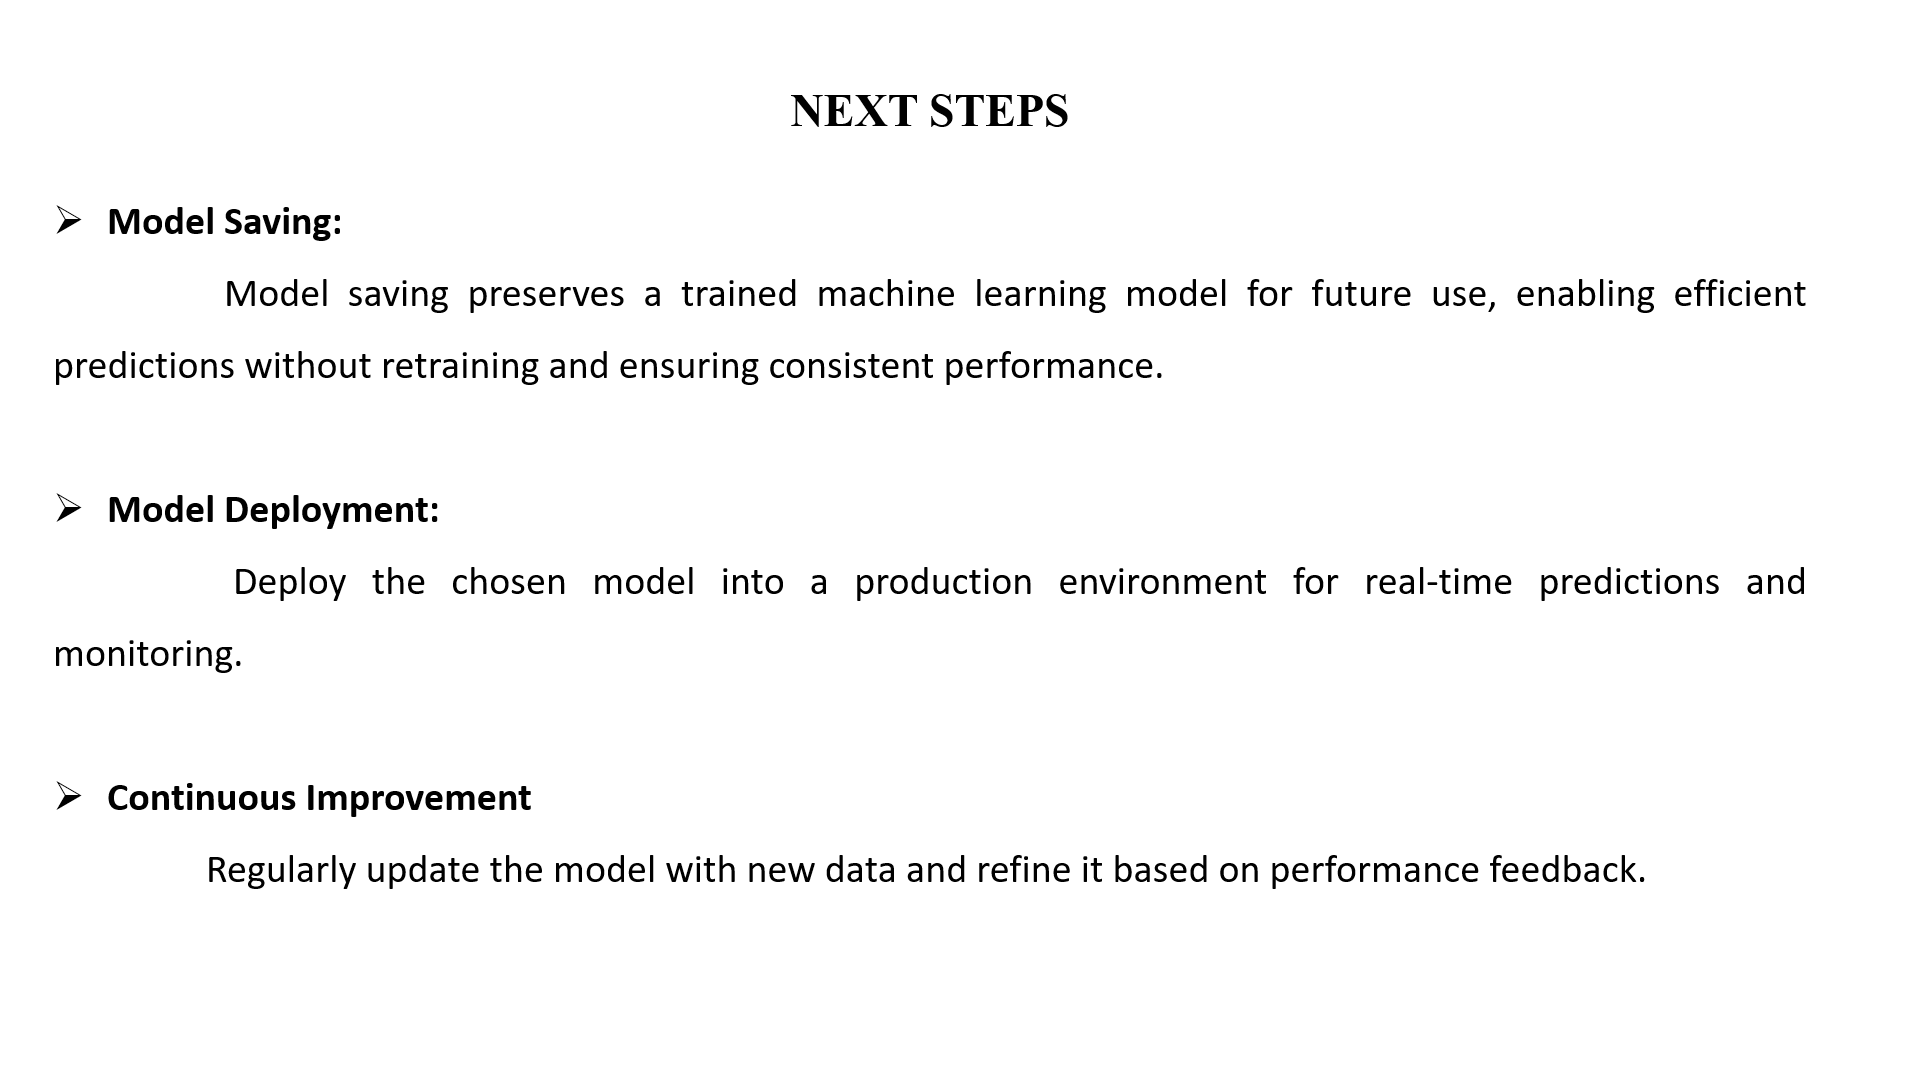 NEXT STEPS
➢ Model Saving:
Model saving preserves a trained machine learning model for future use, enabling efficient
predictions without retraining and ensuring consistent performance.
➢ Model Deployment:
Deploy the chosen model into a production environment for real-time predictions and
monitoring.
➢ Continuous Improvement
Regularly update the model with new data and refine it based on performance feedback.